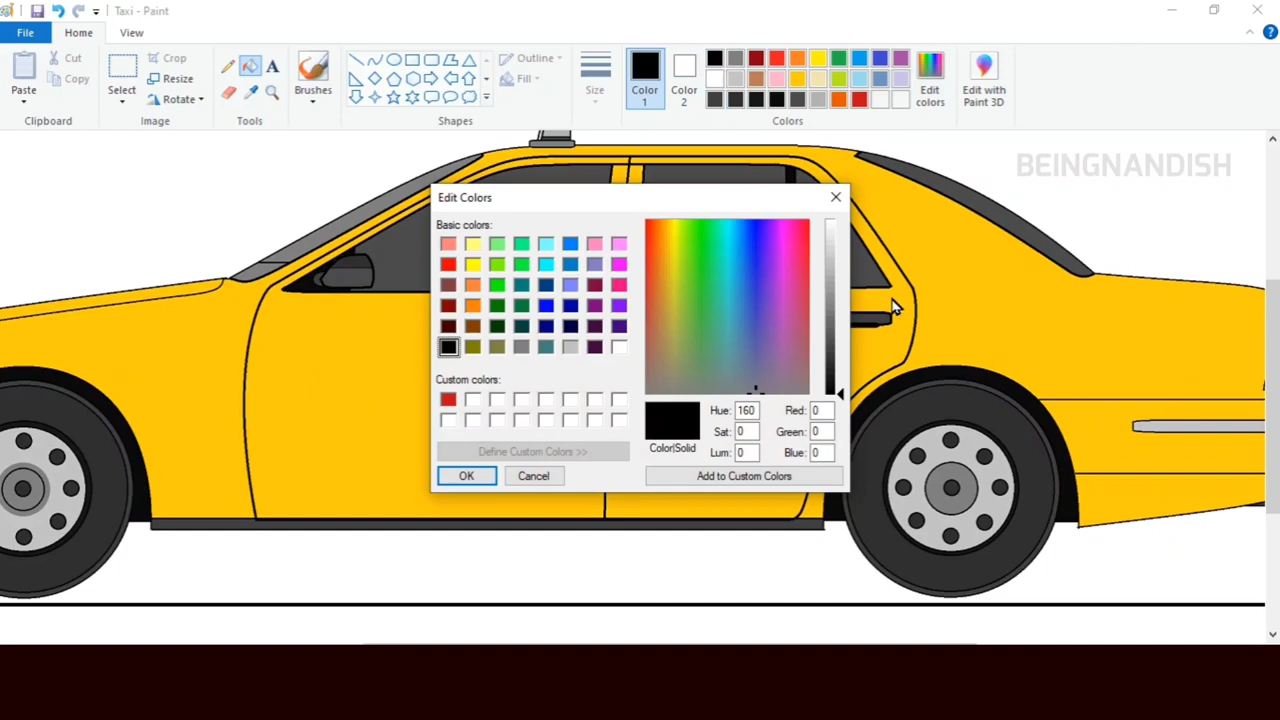 Taxi - Paint
File
Home
View
Paste
Cut
Copy
Clipboard
Select
Crop
Resize
Rotate
Image
A
Tools
Brushes
Outline
Fill
Shapes
Size
Color
1
Color
2
Edit
colors
Colors
Edit with
Paint 3D
BEINGNANDISH
Edit Colors
Basic colors:
Custom colors:
Define Custom Colors >>
OK
Cancel
Color|Solid
Hue: 160
Red: 0
Sat: 0
Green: 0
Lum: 0
Blue: 0
Add to Custom Colors